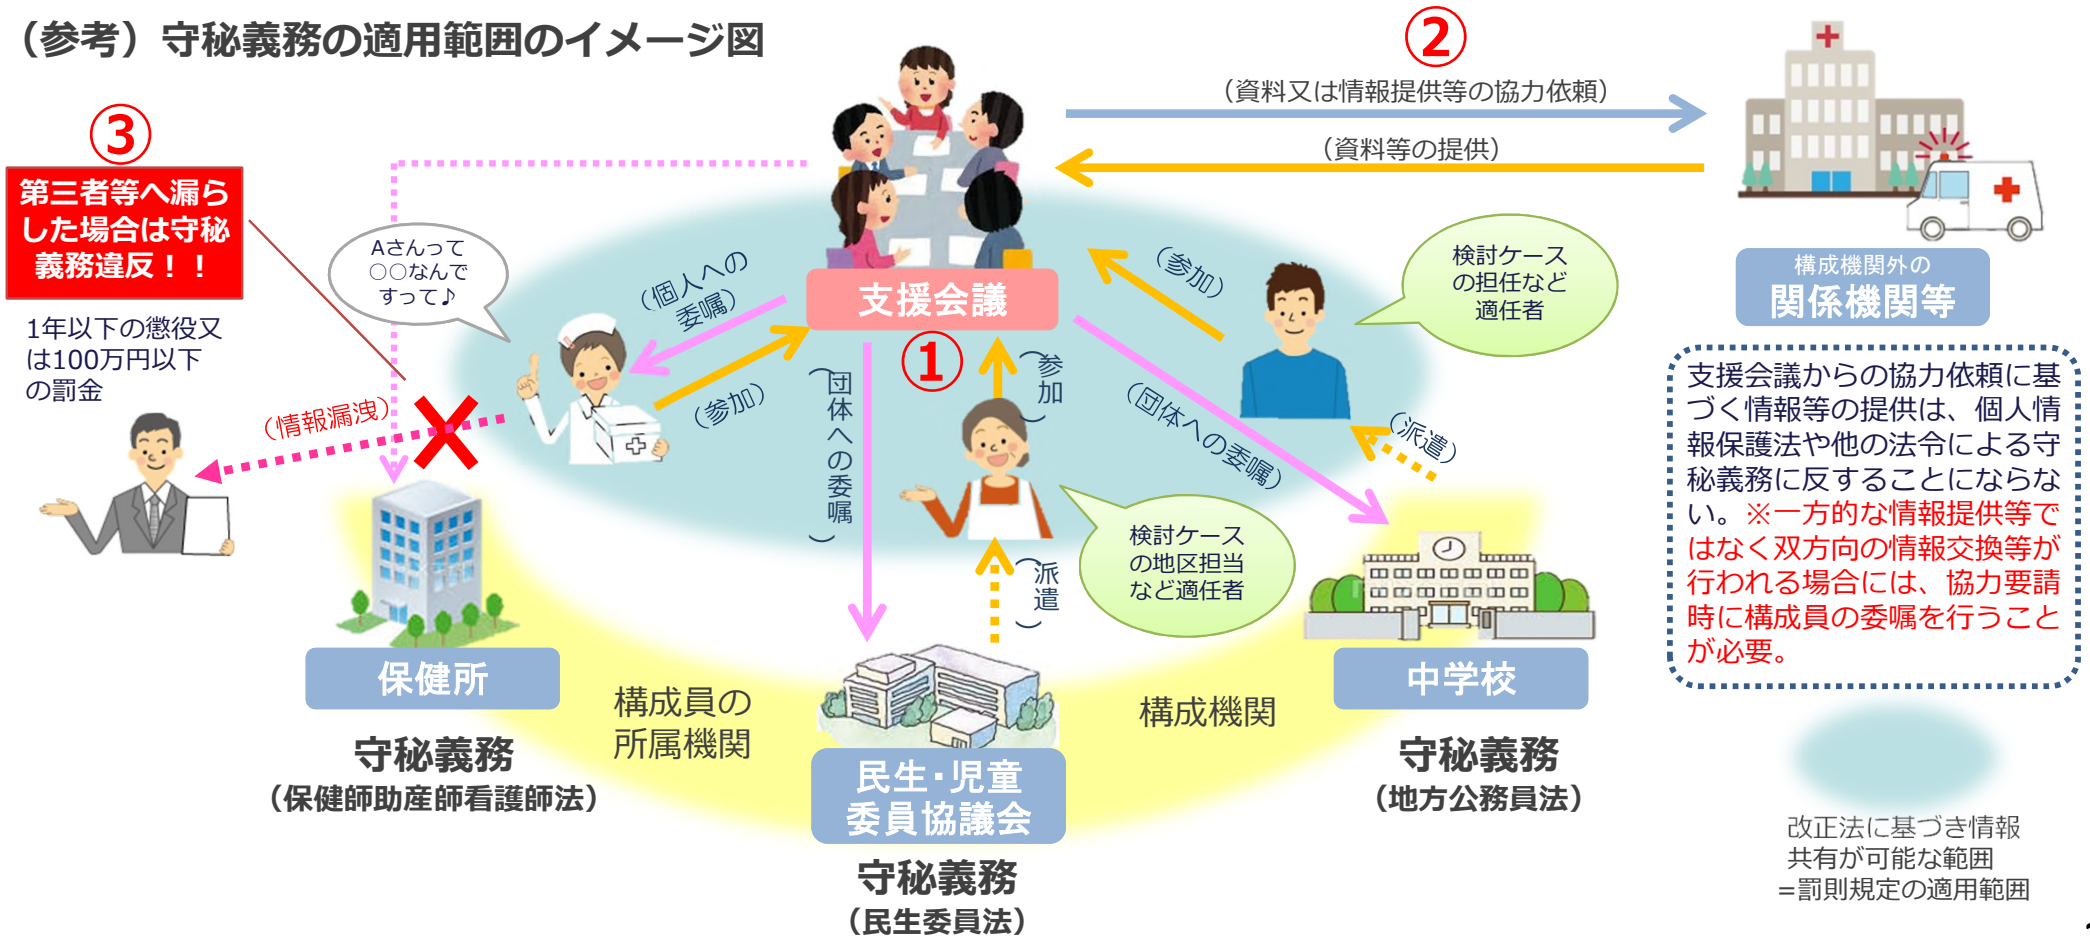 （参考）守秘義務の適用範囲のイメージ図
②
（資料又は情報提供等の協力依頼）
（資料等の提供）
構成機関外の
関係機関等
③
第三者等へ漏ら
した場合は守秘
義務違反！！
1年以下の懲役又
は100万円以下
の罰金
Aさんって
○○なんで
すって♪
（情報漏洩）
（個人への
委嘱）
（参加）
支援会議
①
（団体への委嘱）
（参加）
（参加）
（団体への委嘱）
（派遣）
（派遣）
検討ケース
の担任など
適任者
検討ケース
の地区担当
など適任者
支援会議からの協力依頼に基
づく情報等の提供は、個人情
報保護法や他の法令による守
秘義務に反することにならな
い。※一方的な情報提供等で
はなく双方向の情報交換等が
行われる場合には、協力要請
時に構成員の委嘱を行うこと
が必要。
保健所
守秘義務
（保健師助産師看護師法）
構成員の
所属機関
民生・児童
委員協議会
守秘義務
（民生委員法）
構成機関
中学校
守秘義務
（地方公務員法）
改正法に基づき情報
共有が可能な範囲
=罰則規定の適用範囲